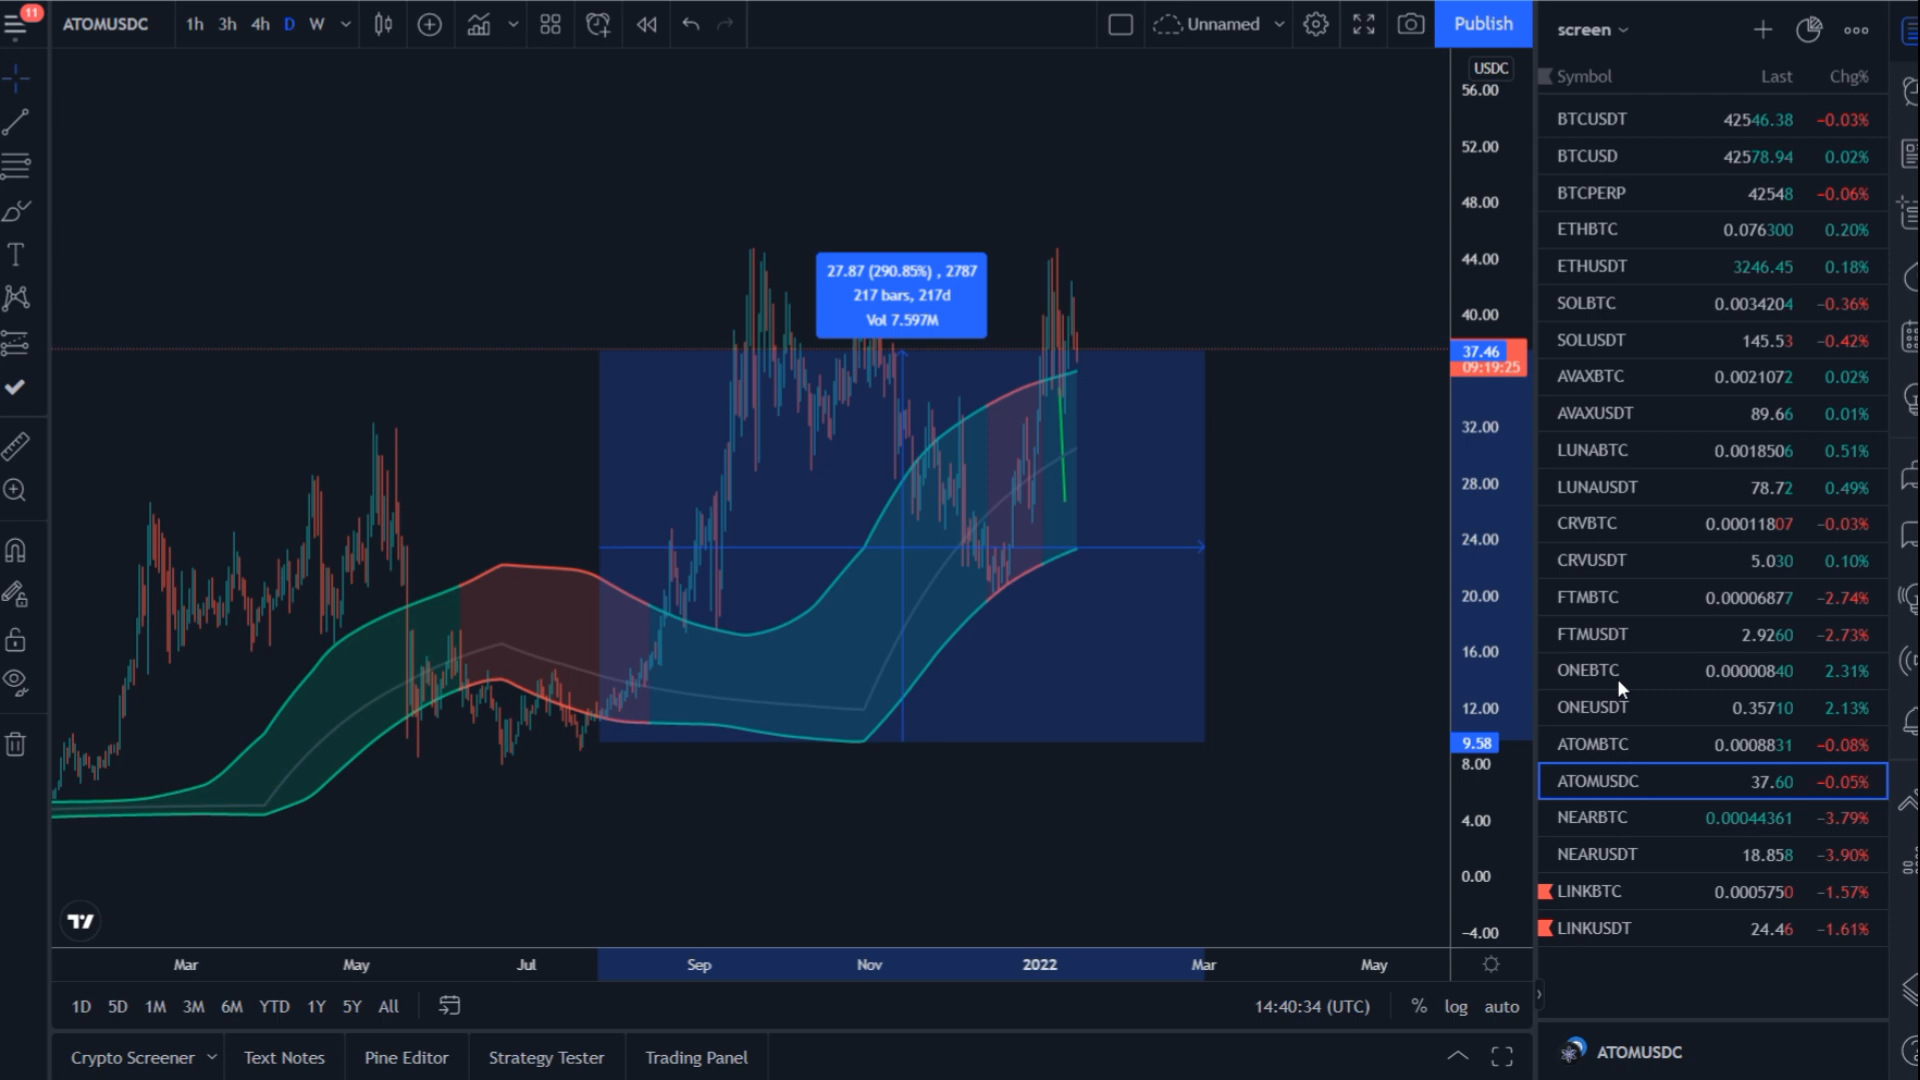 11
ATOMUSDC
1h 3h 4h D W
Unnamed
Publish
screen
Symbol Last Chg%
BTCUSDT 42546.38 −0.03%
BTCUSD 42578.94 0.02%
BTCPERP 42548 −0.06%
ETHBTC 0.076300 0.20%
ETHUSDT 3246.45 0.18%
SOLBTC 0.0034204 −0.36%
SOLUSDT 145.53 −0.42%
AVAXBTC 0.0021072 0.02%
AVAXUSDT 89.66 0.01%
LUNABTC 0.0018506 0.51%
LUNAUSDT 78.72 0.49%
CRVBTC 0.00011807 −0.03%
CRVUSDT 5.030 0.10%
FTMBTC 0.00006877 −2.74%
FTMUSDT 2.9260 −2.73%
ONEBTC 0.00000840 2.31%
ONEUSDT 0.35710 2.13%
ATOMBTC 0.0008831 −0.08%
ATOMUSDC 37.60 −0.05%
NEARBTC 0.00044361 −3.79%
NEARUSDT 18.858 −3.90%
LINKBTC 0.0005750 −1.57%
LINKUSDT 24.46 −1.61%
ATOMUSDC
USDC
56.00
52.00
48.00
44.00
40.00
37.46
09:19:25
32.00
28.00
24.00
20.00
16.00
12.00
9.58
8.00
4.00
0.00
−4.00
27.87 (290.85%) , 2787
217 bars, 217d
Vol 7.597M
Mar May Jul Sep Nov 2022 Mar May
1D 5D 1M 3M 6M YTD 1Y 5Y All
14:40:34 (UTC) % log auto
Crypto Screener Text Notes Pine Editor Strategy Tester Trading Panel